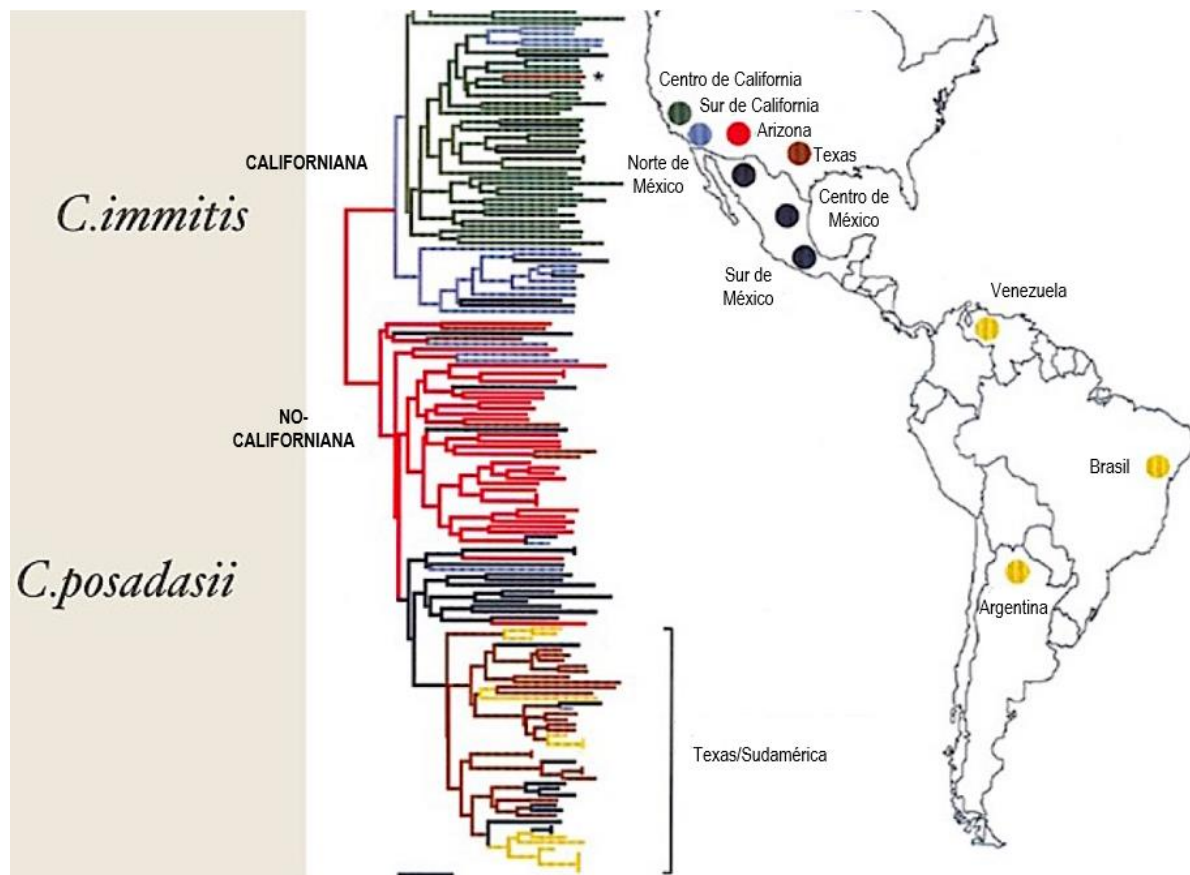 CALIFORNIANA
C.immitis
NO-
CALIFORNIANA
C.posadasii
*
Texas/Sudamérica
Centro de California
Sur de California
Arizona
Texas
Norte de
México
Centro de
México
Sur de
México
Venezuela
Brasil
Argentina